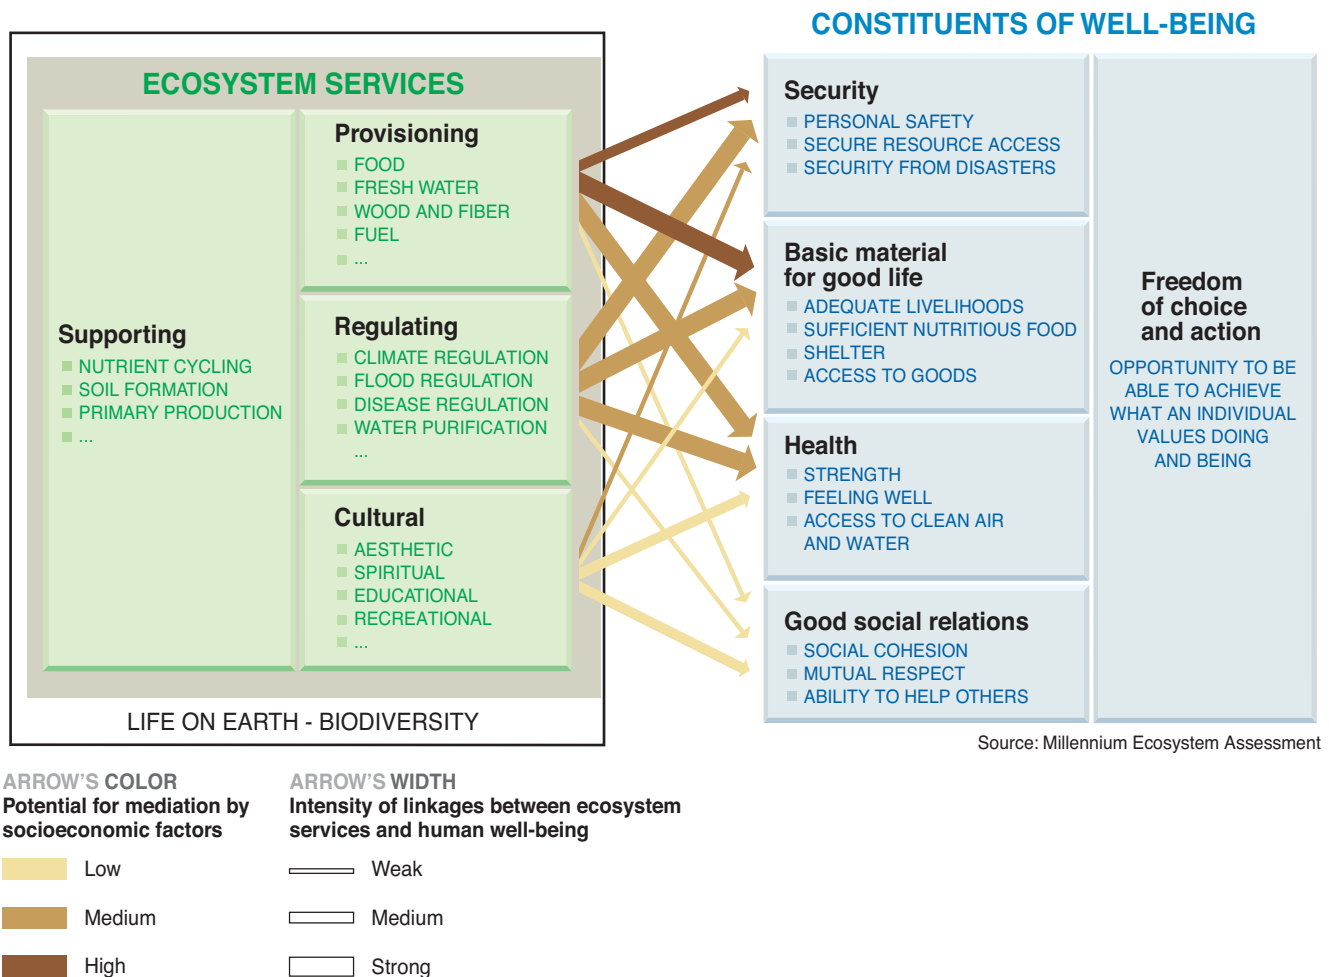 CONSTITUENTS OF WELL-BEING
ECOSYSTEM SERVICES
Supporting
NUTRIENT CYCLING
SOIL FORMATION
PRIMARY PRODUCTION
...
Provisioning
FOOD
FRESH WATER
WOOD AND FIBER
FUEL
...
Regulating
CLIMATE REGULATION
FLOOD REGULATION
DISEASE REGULATION
WATER PURIFICATION
...
Cultural
AESTHETIC
SPIRITUAL
EDUCATIONAL
RECREATIONAL
...
LIFE ON EARTH - BIODIVERSITY
Security
PERSONAL SAFETY
SECURE RESOURCE ACCESS
SECURITY FROM DISASTERS
Basic material
for good life
ADEQUATE LIVELIHOODS
SUFFICIENT NUTRITIOUS FOOD
SHELTER
ACCESS TO GOODS
Health
STRENGTH
FEELING WELL
ACCESS TO CLEAN AIR
AND WATER
Good social relations
SOCIAL COHESION
MUTUAL RESPECT
ABILITY TO HELP OTHERS
Freedom
of choice
and action
OPPORTUNITY TO BE
ABLE TO ACHIEVE
WHAT AN INDIVIDUAL
VALUES DOING
AND BEING
Source: Millennium Ecosystem Assessment
ARROW'S COLOR
Potential for mediation by
socioeconomic factors
Low
Medium
High
ARROW'S WIDTH
Intensity of linkages between ecosystem
services and human well-being
Weak
Medium
Strong